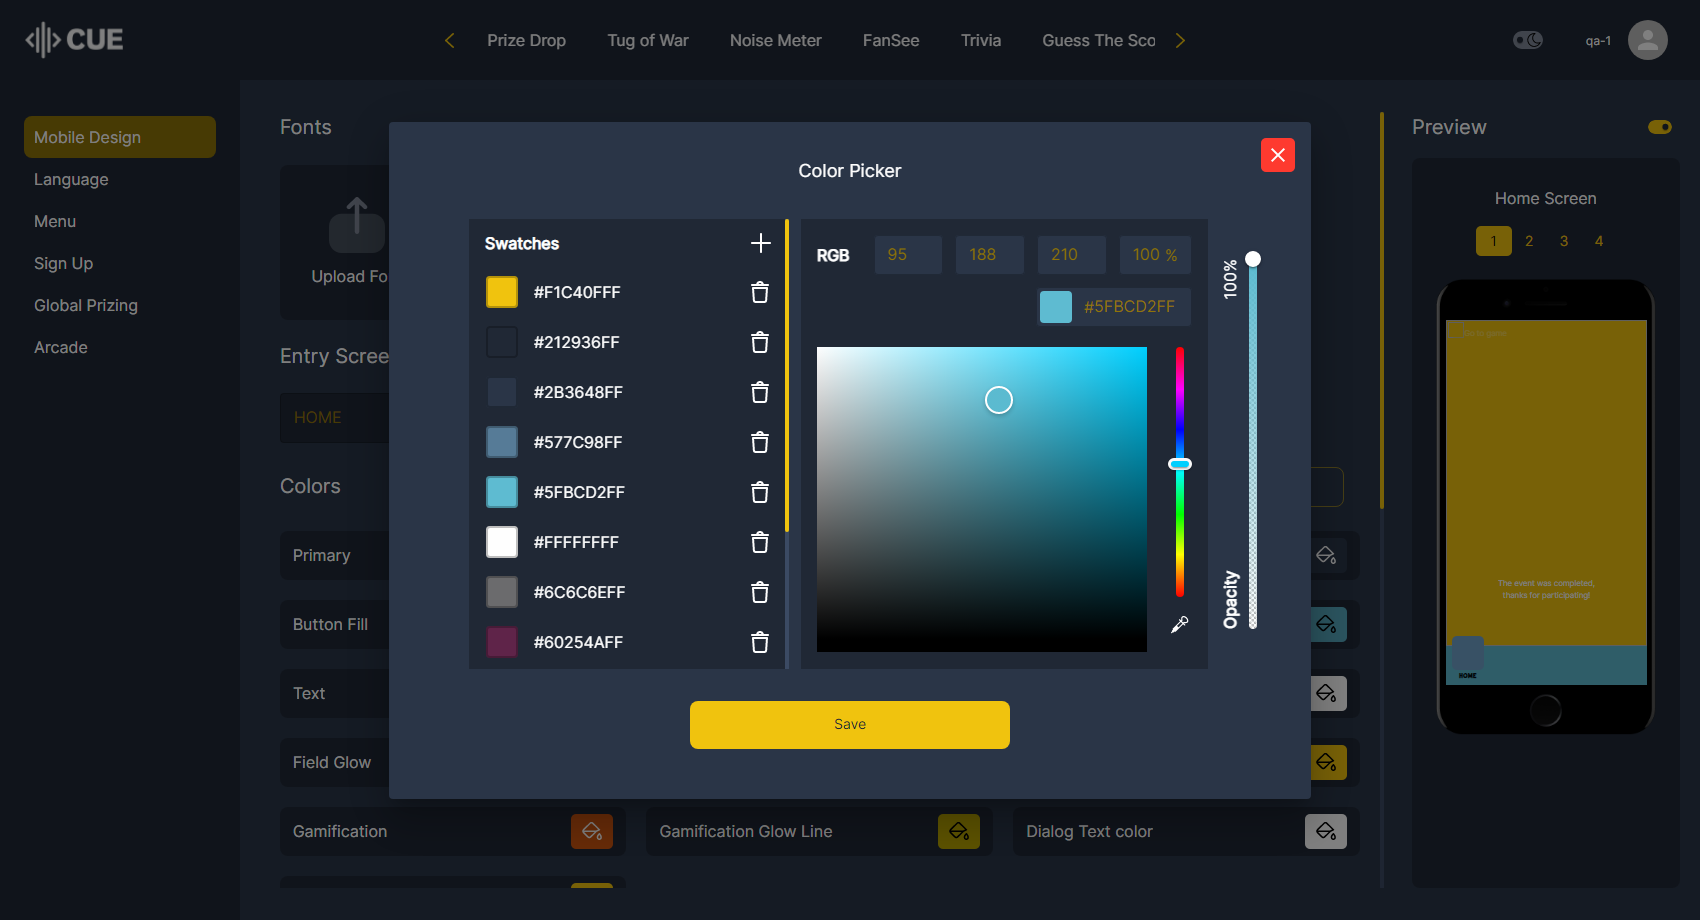 CUE
Prize Drop
Tug of War
Noise Meter
FanSee
Trivia
Guess The Sco
qa-1
Mobile Design
Language
Menu
Sign Up
Global Prizing
Arcade
Fonts
Upload Fo
Entry Scree
HOME
Colors
Primary
Button Fill
Text
Field Glow
Gamification
Gamification Glow Line
Dialog Text color
Color Picker
Swatches
#F1C40FFF
#212936FF
#2B3648FF
#577C98FF
#5FBCD2FF
#FFFFFFFF
#6C6C6EFF
#60254AFF
RGB
95
188
210
100 %
#5FBCD2FF
100%
Opacity
Save
Preview
Home Screen
1
2
3
4
The event was completed,
thanks for participating!
HOME